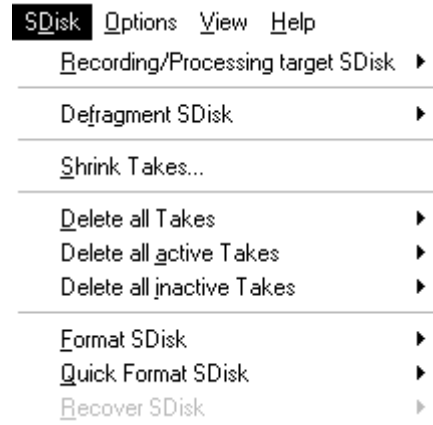 SDisk Options View Help
Recording/Processing target SDisk
Defragment SDisk
Shrink Takes...
Delete all Takes
Delete all active Takes
Delete all inactive Takes
Format SDisk
Quick Format SDisk
Recover SDisk